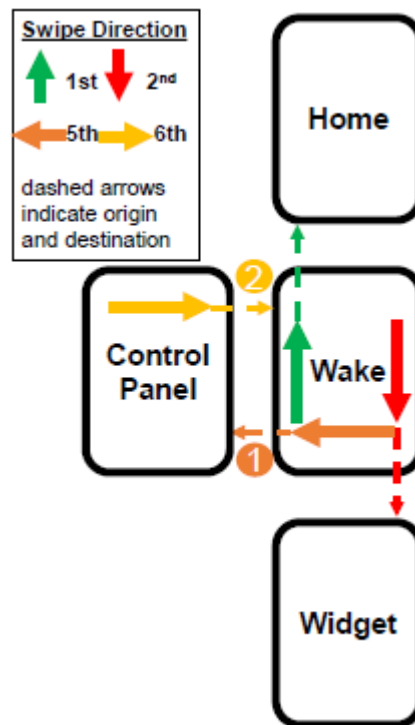 Swipe Direction
1st 2nd
5th 6th
dashed arrows
indicate origin
and destination
Home
2
Control
Panel
Wake
1
Widget